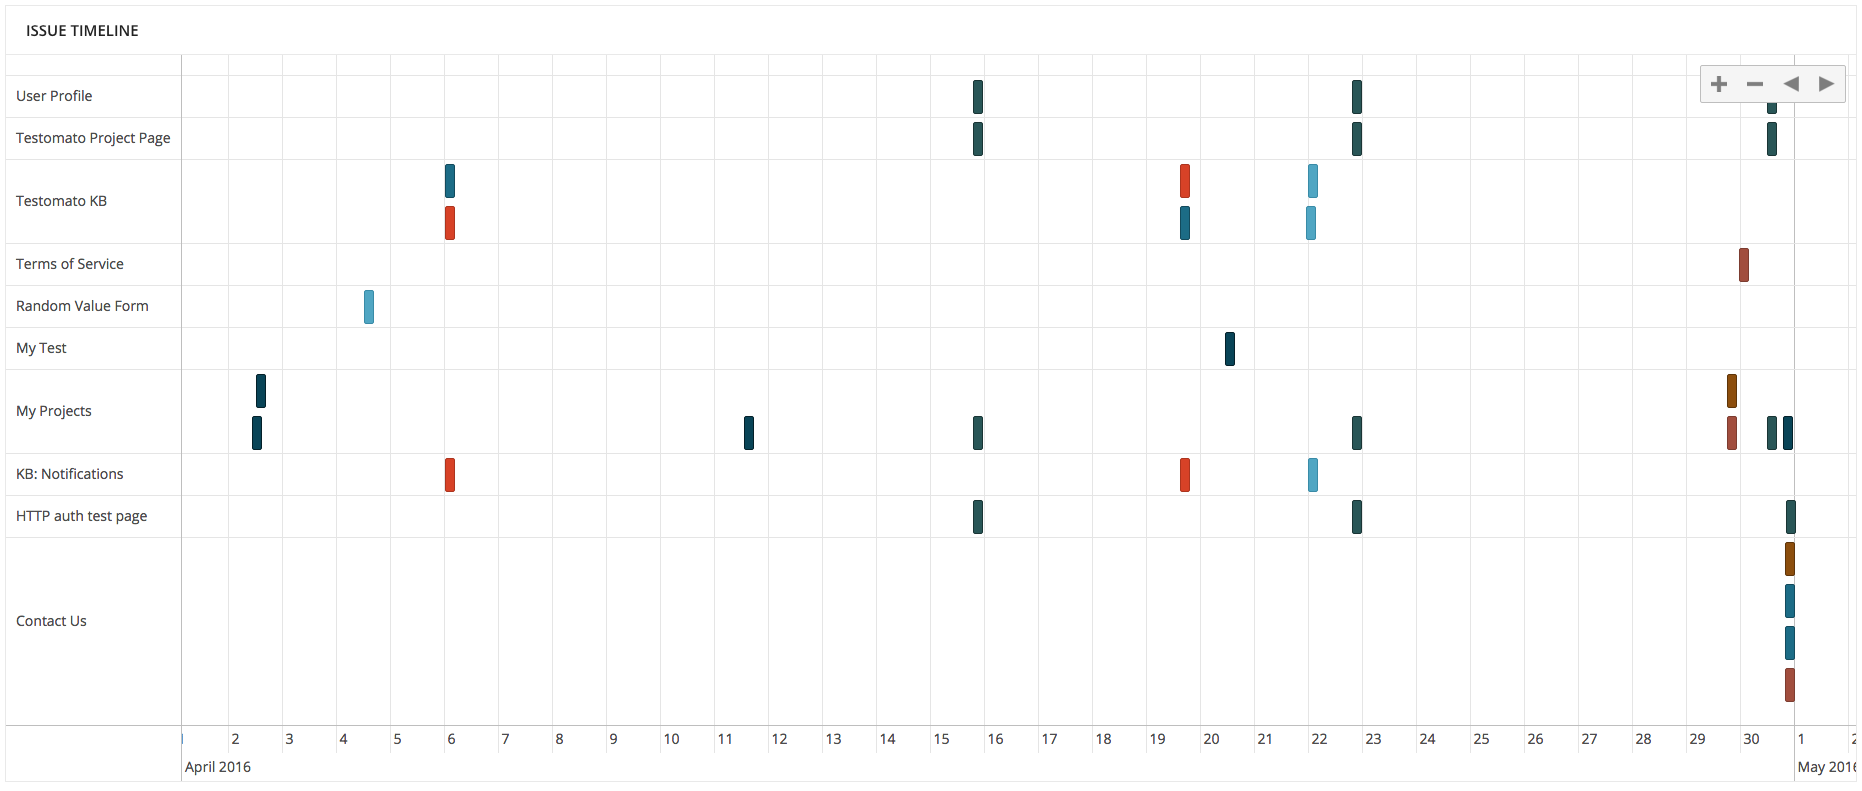 ISSUE TIMELINE
User Profile
Testomato Project Page
Testomato KB
Terms of Service
Random Value Form
My Test
My Projects
KB: Notifications
HTTP auth test page
Contact Us
2 3 4 5 6 7 8 9 10 11 12 13 14 15 16 17 18 19 20 21 22 23 24 25 26 27 28 29 30 1
April 2016 May